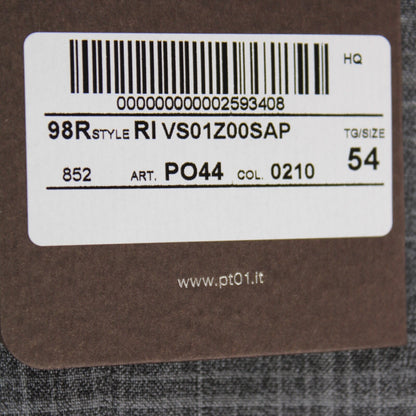 HQ
000000000002593408
98R STYLE RI VS01Z00SAP TG/SIZE
852 ART. PO44 COL. 0210 54
www.pt01.it